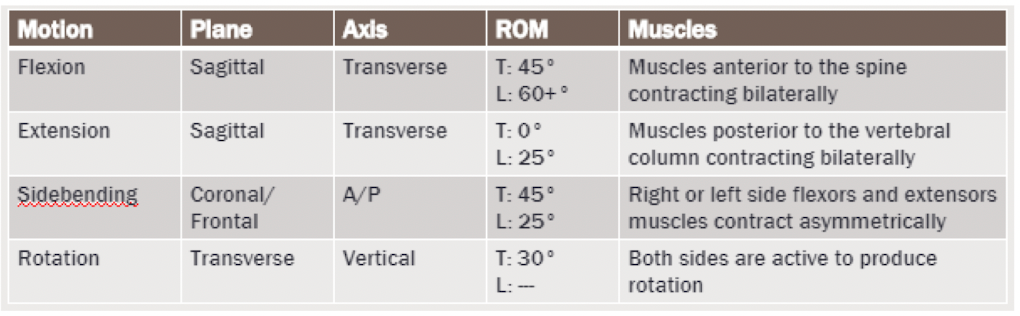 Motion Plane Axis ROM Muscles
Flexion Sagittal Transverse T: 45° Muscles anterior to the spine
L: 60+° contracting bilaterally
Extension Sagittal Transverse T: 0° Muscles posterior to the vertebral
L: 25° column contracting bilaterally
Sidebending Coronal/ A/P T: 45° Right or left side flexors and extensors
Frontal L: 25° muscles contract asymmetrically
Rotation Transverse Vertical T: 30° Both sides are active to produce
L: --- rotation